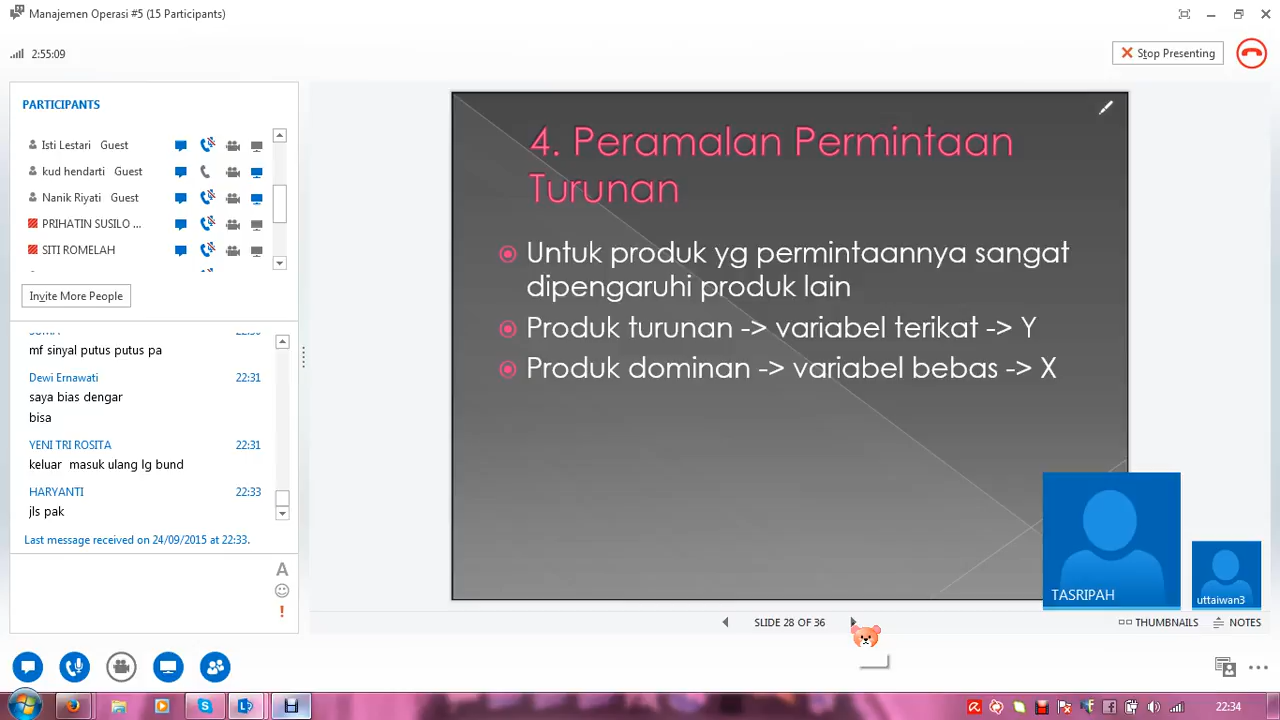 Manajemen Operasi #5 (15 Participants)
2:55:09
Stop Presenting
PARTICIPANTS
Isti Lestari Guest
kud hendarti Guest
Nanik Riyati Guest
PRIHATIN SUSILO ...
SITI ROMELAH
Invite More People
22:30
mf sinyal putus putus pa
Dewi Ernawati 22:31
saya bias dengar
bisa
YENI TRI ROSITA 22:31
keluar masuk ulang lg bund
HARYANTI 22:33
jls pak
Last message received on 24/09/2015 at 22:33.
A
!
4. Peramalan Permintaan
Turunan
Untuk produk yg permintaannya sangat
dipengaruhi produk lain
Produk turunan -> variabel terikat -> Y
Produk dominan -> variabel bebas -> X
TASRIPAH
uttaiwan3
SLIDE 28 OF 36
THUMBNAILS
NOTES
22:34